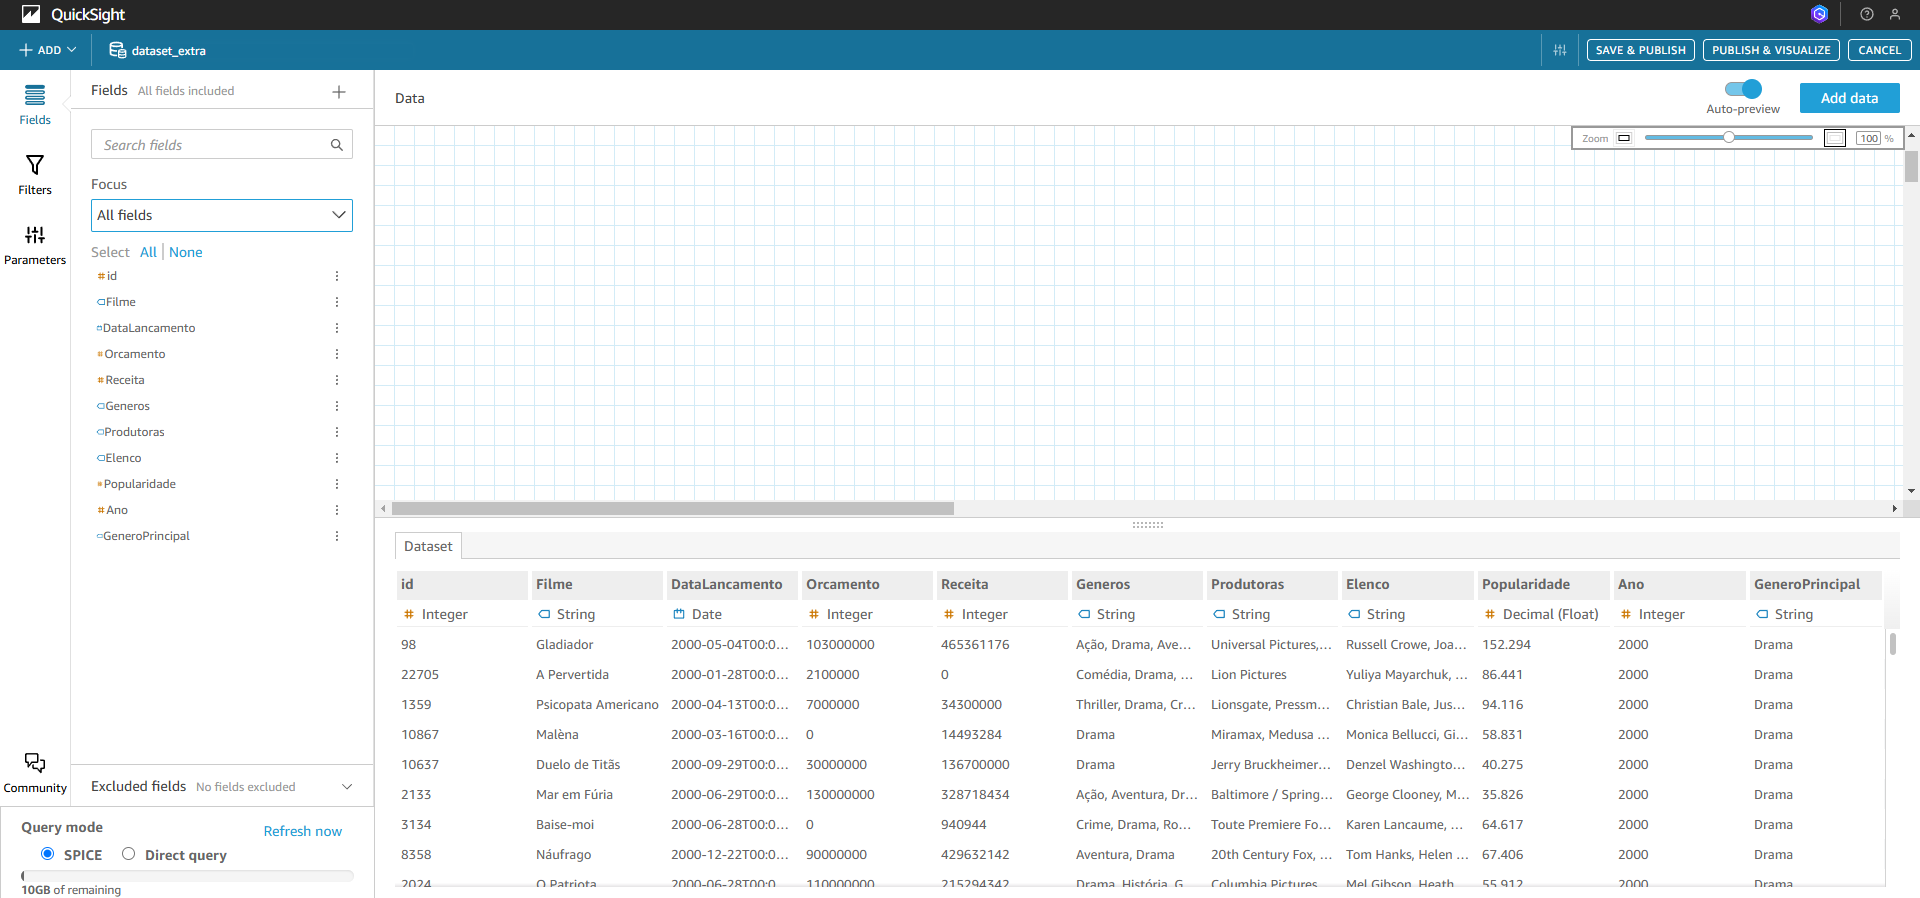 QuickSight
ADD
dataset_extra
SAVE & PUBLISH
PUBLISH & VISUALIZE
CANCEL
Fields
Filters
Parameters
Community
Fields All fields included
Search fields
Focus
All fields
Select All None
id
Filme
DataLancamento
Orcamento
Receita
Generos
Produtoras
Elenco
Popularidade
Ano
GeneroPrincipal
Excluded fields No fields excluded
Query mode
Refresh now
SPICE Direct query
10GB of remaining
Data
Auto-preview
Add data
Zoom 100 %
Dataset
id Filme DataLancamento Orcamento Receita Generos Produtoras Elenco Popularidade Ano GeneroPrincipal
Integer String Date Integer Integer String String String Decimal (Float) Integer String
98 Gladiador 2000-05-04T00:0... 103000000 465361176 Ação, Drama, Ave... Universal Pictures,... Russell Crowe, Joa... 152.294 2000 Drama
22705 A Pervertida 2000-01-28T00:0... 2100000 0 Comédia, Drama, ... Lion Pictures Yuliya Mayarchuk, ... 86.441 2000 Drama
1359 Psicopata Americano 2000-04-13T00:0... 7000000 34300000 Thriller, Drama, Cr... Lionsgate, Pressm... Christian Bale, Jus... 94.116 2000 Drama
10867 Malèna 2000-03-16T00:0... 0 14493284 Drama Miramax, Medusa ... Monica Bellucci, Gi... 58.831 2000 Drama
10637 Duelo de Titãs 2000-09-29T00:0... 30000000 136700000 Drama Jerry Bruckheimer... Denzel Washingto... 40.275 2000 Drama
2133 Mar em Fúria 2000-06-29T00:0... 130000000 328718434 Ação, Aventura, Dr... Baltimore / Spring... George Clooney, M... 35.826 2000 Drama
3134 Baise-moi 2000-06-28T00:0... 0 940944 Crime, Drama, Ro... Toute Premiere Fo... Karen Lancaume, ... 64.617 2000 Drama
8358 Náufrago 2000-12-22T00:0... 90000000 429632142 Aventura, Drama 20th Century Fox, ... Tom Hanks, Helen ... 67.406 2000 Drama
2024 O Patriota 2000-06-28T00:0... 110000000 215294342 Drama, História, G... Columbia Pictures... Mel Gibson, Heath... 55.912 2000 Drama